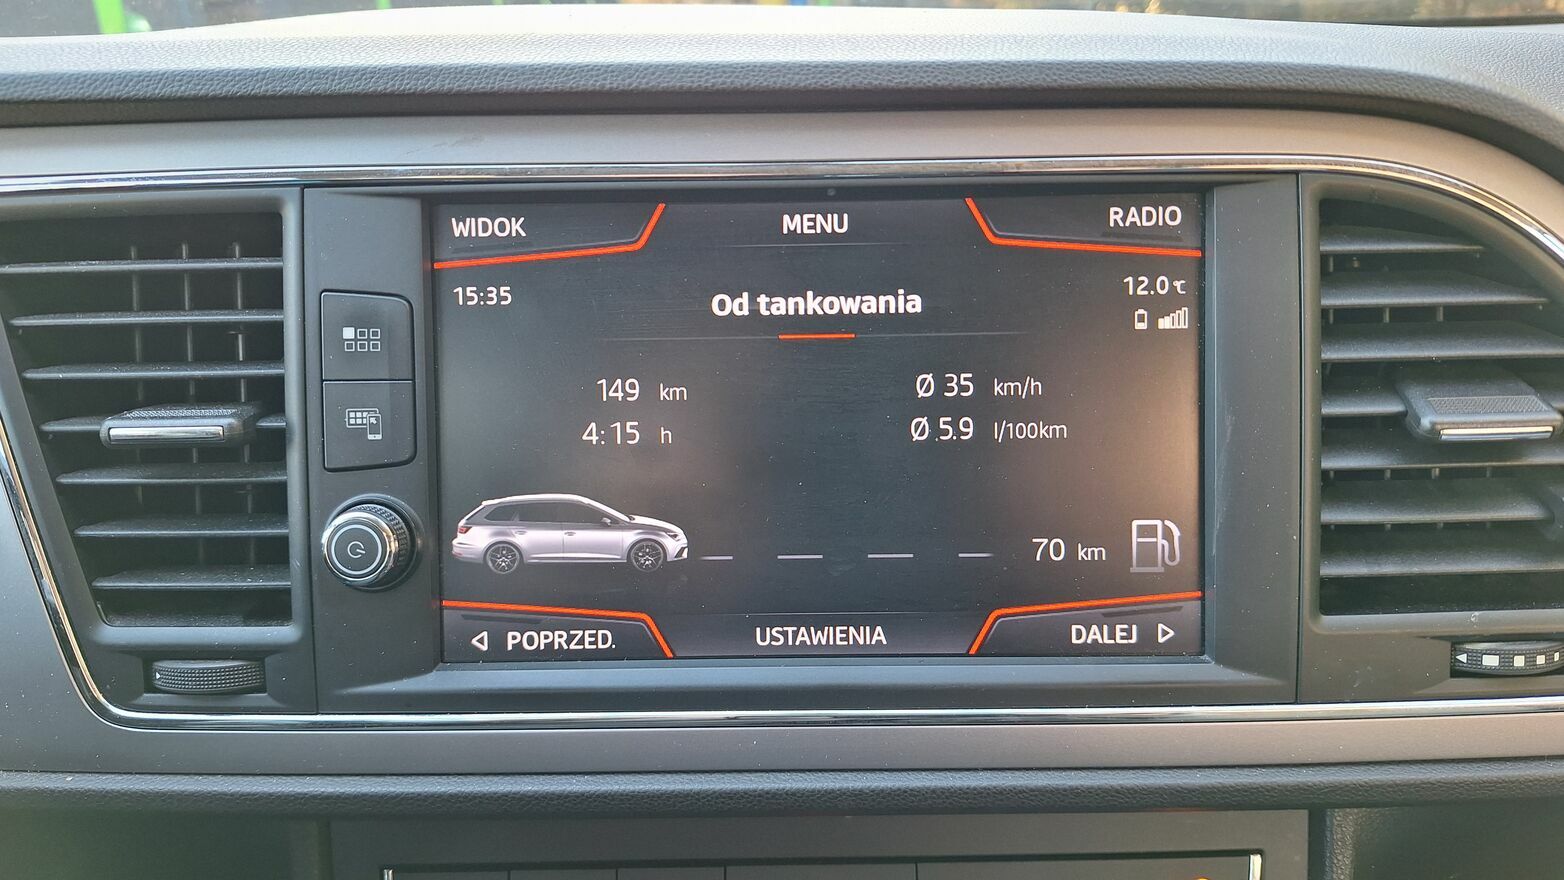 WIDOK
MENU
RADIO
15:35
Od tankowania
12.0 °C
149 km
Ø 35 km/h
4:15 h
Ø 5.9 l/100km
70 km
POPRZED.
USTAWIENIA
DALEJ